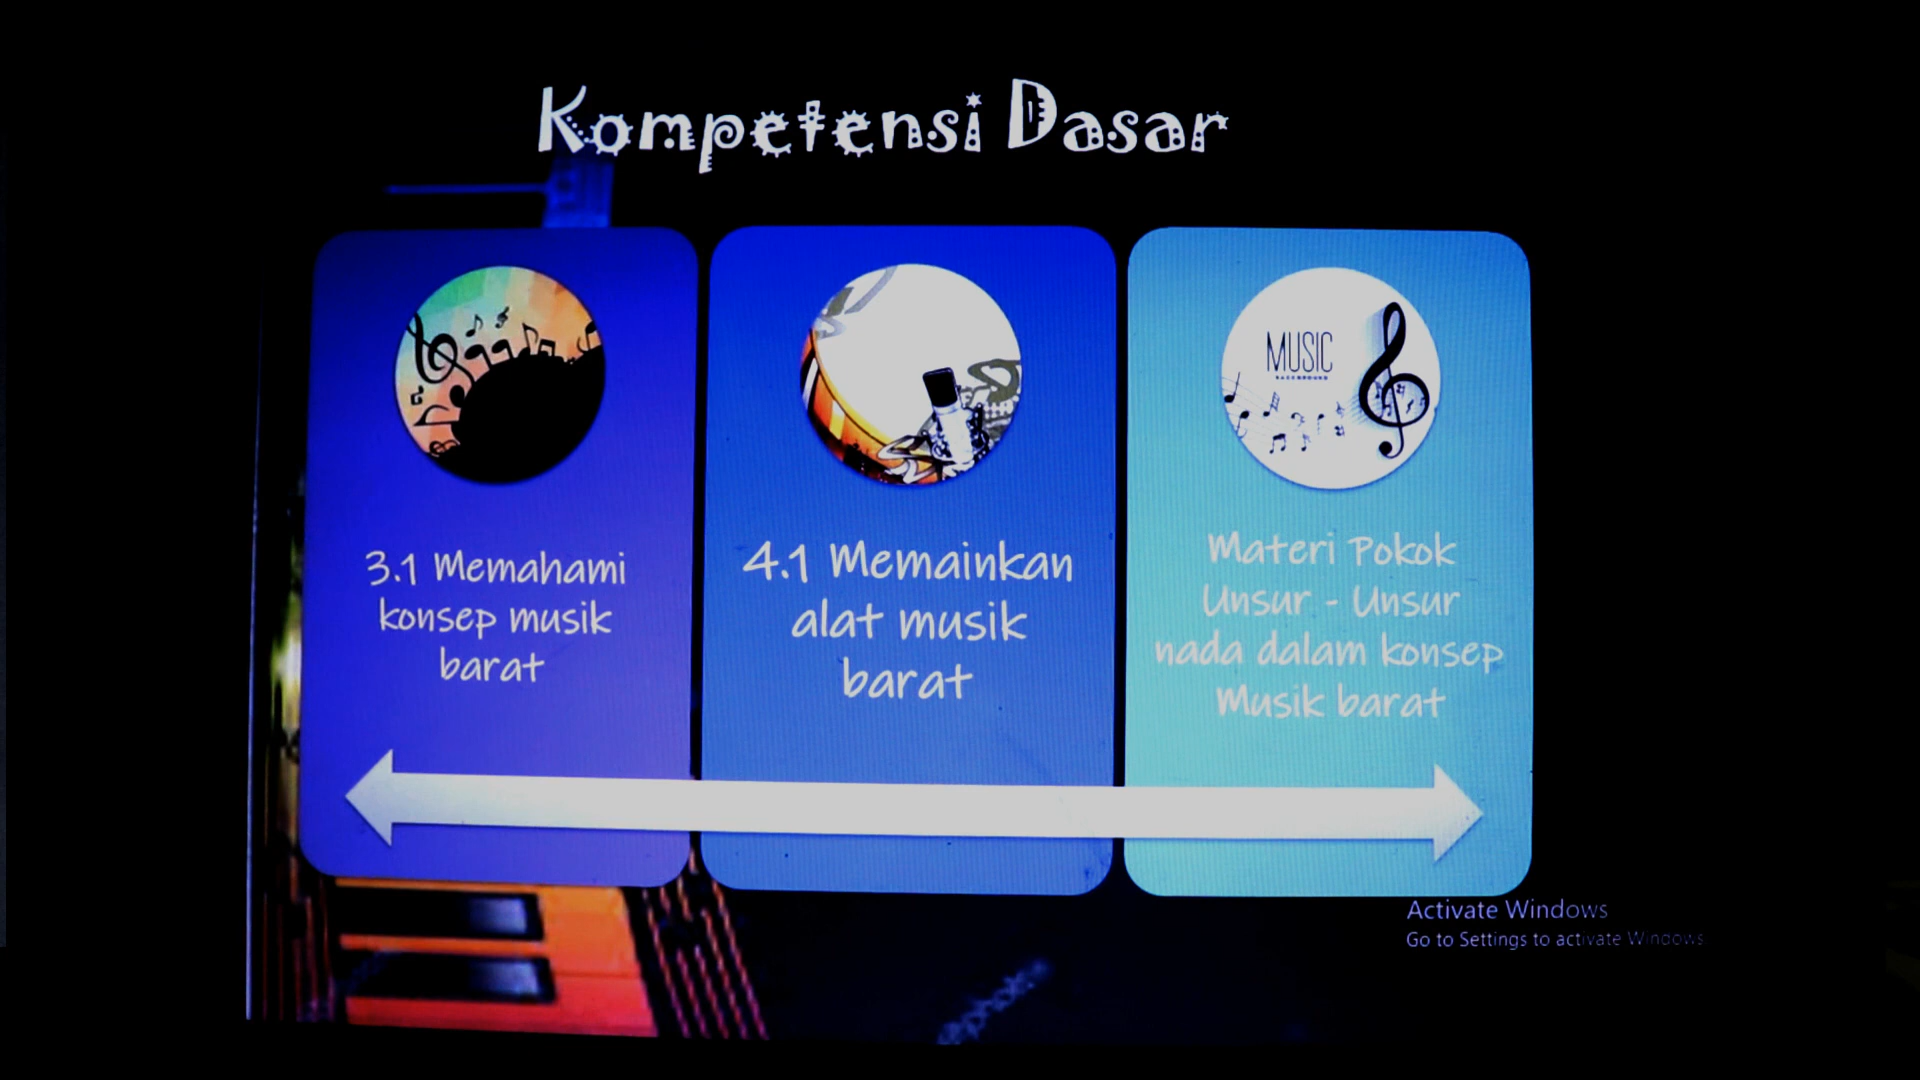 Kompetensi Dasar
3.1 Memahami
konsep musik
barat
4.1 Memainkan
alat musik
barat
MUSIC
BACKGROUND
Materi Pokok
Unsur - Unsur
nada dalam konsep
Musik barat
Activate Windows
Go to Settings to activate Windows